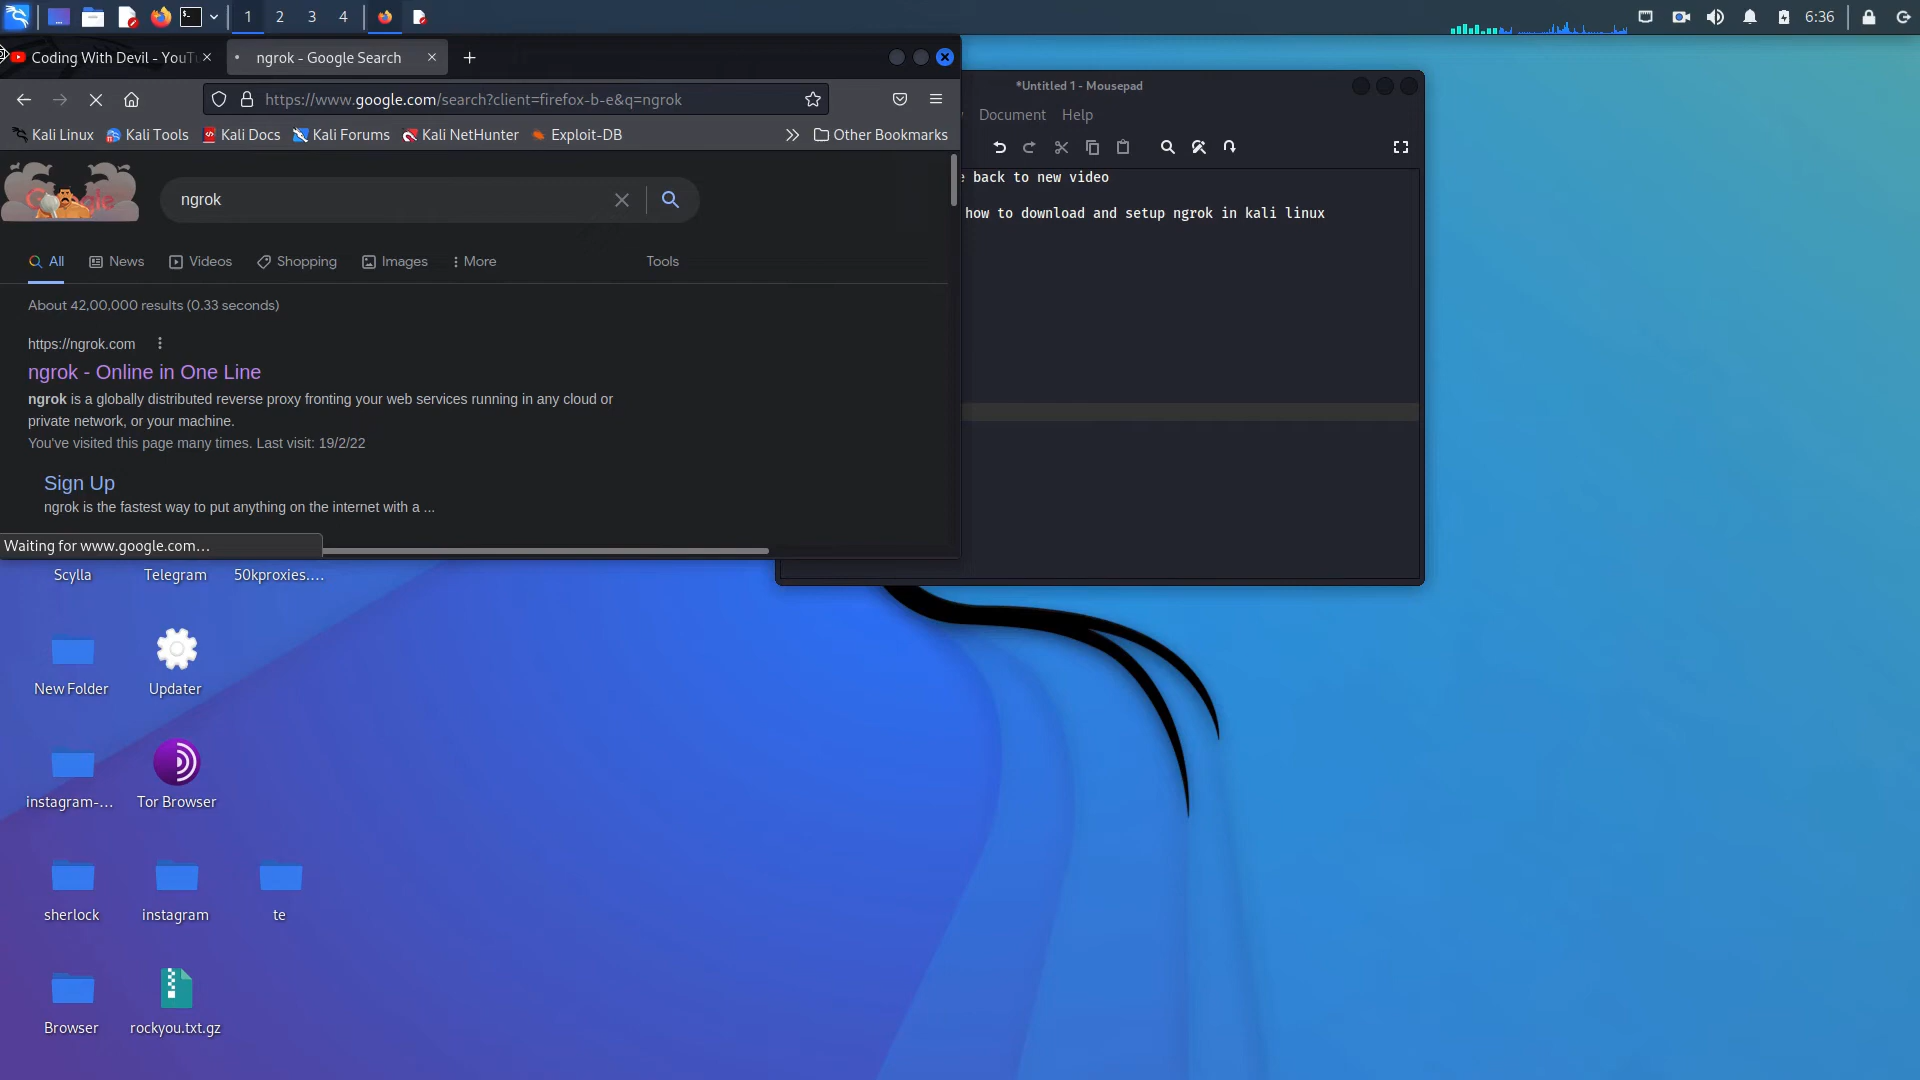 1 2 3 4 6:36
Coding With Devil - YouTu
ngrok - Google Search
https://www.google.com/search?client=firefox-b-e&q=ngrok
Kali Linux Kali Tools Kali Docs Kali Forums Kali NetHunter Exploit-DB Other Bookmarks
Google
ngrok
All News Videos Shopping Images More Tools
About 42,00,000 results (0.33 seconds)
https://ngrok.com
ngrok - Online in One Line
ngrok is a globally distributed reverse proxy fronting your web services running in any cloud or
private network, or your machine.
You've visited this page many times. Last visit: 19/2/22
Sign Up
ngrok is the fastest way to put anything on the internet with a ...
Waiting for www.google.com...
*Untitled 1 - Mousepad
Document Help
e back to new video
how to download and setup ngrok in kali linux
Scylla Telegram 50kproxies....
New Folder Updater
instagram-... Tor Browser
sherlock instagram te
Browser rockyou.txt.gz